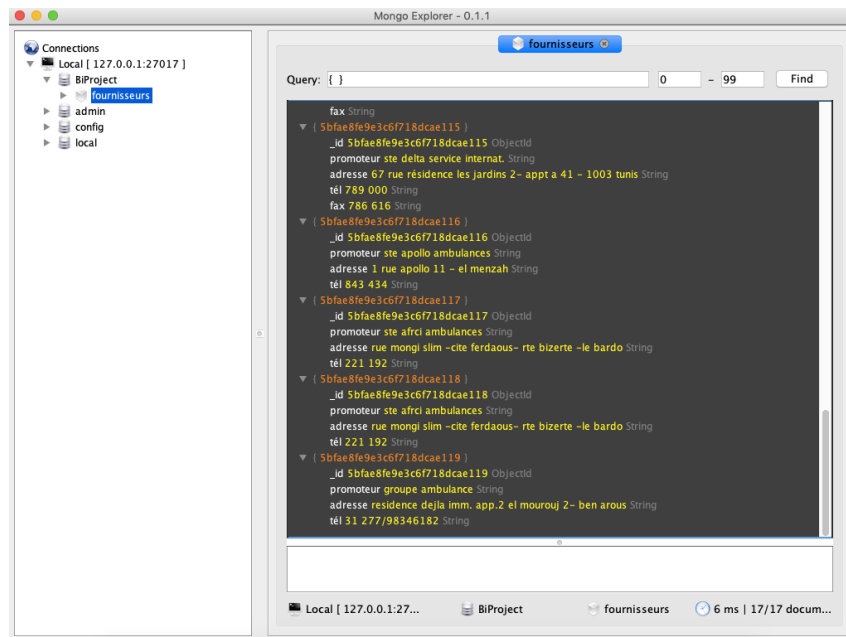 Mongo Explorer - 0.1.1
Connections
Local [ 127.0.0.1:27017 ]
BiProject
fournisseurs
admin
config
local
fournisseurs
Query: { } 0 - 99 Find
fax String
{ 5bfae8fe9e3c6f718dcae115 }
_id 5bfae8fe9e3c6f718dcae115 ObjectId
promoteur ste delta service internat. String
adresse 67 rue résidence les jardins 2- appt a 41 - 1003 tunis String
tél 789 000 String
fax 786 616 String
{ 5bfae8fe9e3c6f718dcae116 }
_id 5bfae8fe9e3c6f718dcae116 ObjectId
promoteur ste apollo ambulances String
adresse 1 rue apollo 11 - el menzah String
tél 843 434 String
{ 5bfae8fe9e3c6f718dcae117 }
_id 5bfae8fe9e3c6f718dcae117 ObjectId
promoteur ste afrci ambulances String
adresse rue mongi slim -cite ferdaous- rte bizerte -le bardo String
tél 221 192 String
{ 5bfae8fe9e3c6f718dcae118 }
_id 5bfae8fe9e3c6f718dcae118 ObjectId
promoteur ste afrci ambulances String
adresse rue mongi slim -cite ferdaous- rte bizerte -le bardo String
tél 221 192 String
{ 5bfae8fe9e3c6f718dcae119 }
_id 5bfae8fe9e3c6f718dcae119 ObjectId
promoteur groupe ambulance String
adresse residence dejla imm. app.2 el mourouj 2- ben arous String
tél 31 277/98346182 String
Local [ 127.0.0.1:27... BiProject fournisseurs 6 ms | 17/17 docum...